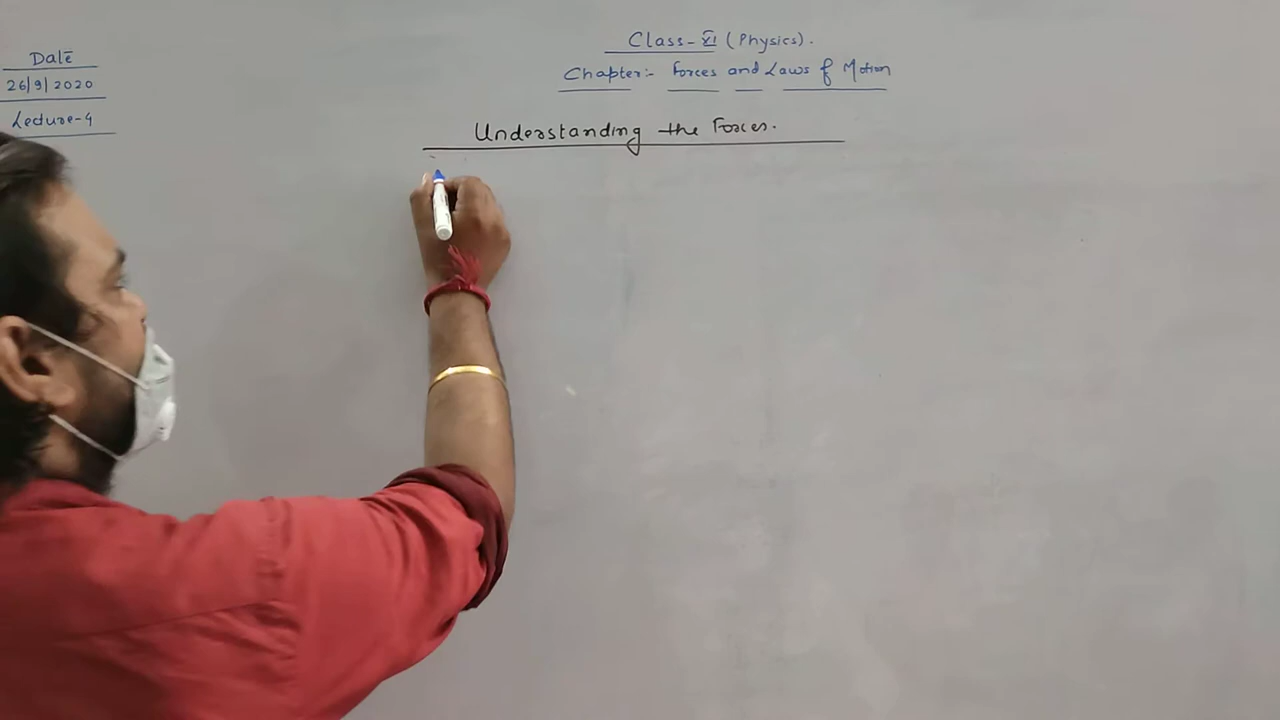 Date
26/9/2020
Lecture-4
Class-XI (Physics).
Chapter:- Forces and Laws of Motion
Understanding the Forces.